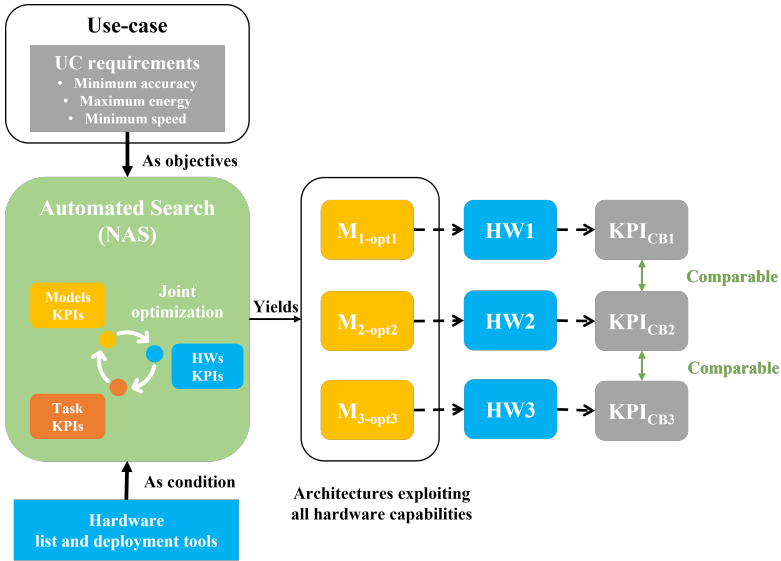 Use-case
UC requirements
• Minimum accuracy
• Maximum energy
• Minimum speed
As objectives
Automated Search
(NAS)
Models
KPIs
Joint
optimization
HWs
KPIs
Task
KPIs
Yields
As condition
Hardware
list and deployment tools
M1-opt1
HW1
KPICB1
Comparable
M2-opt2
HW2
KPICB2
Comparable
M3-opt3
HW3
KPICB3
Architectures exploiting
all hardware capabilities